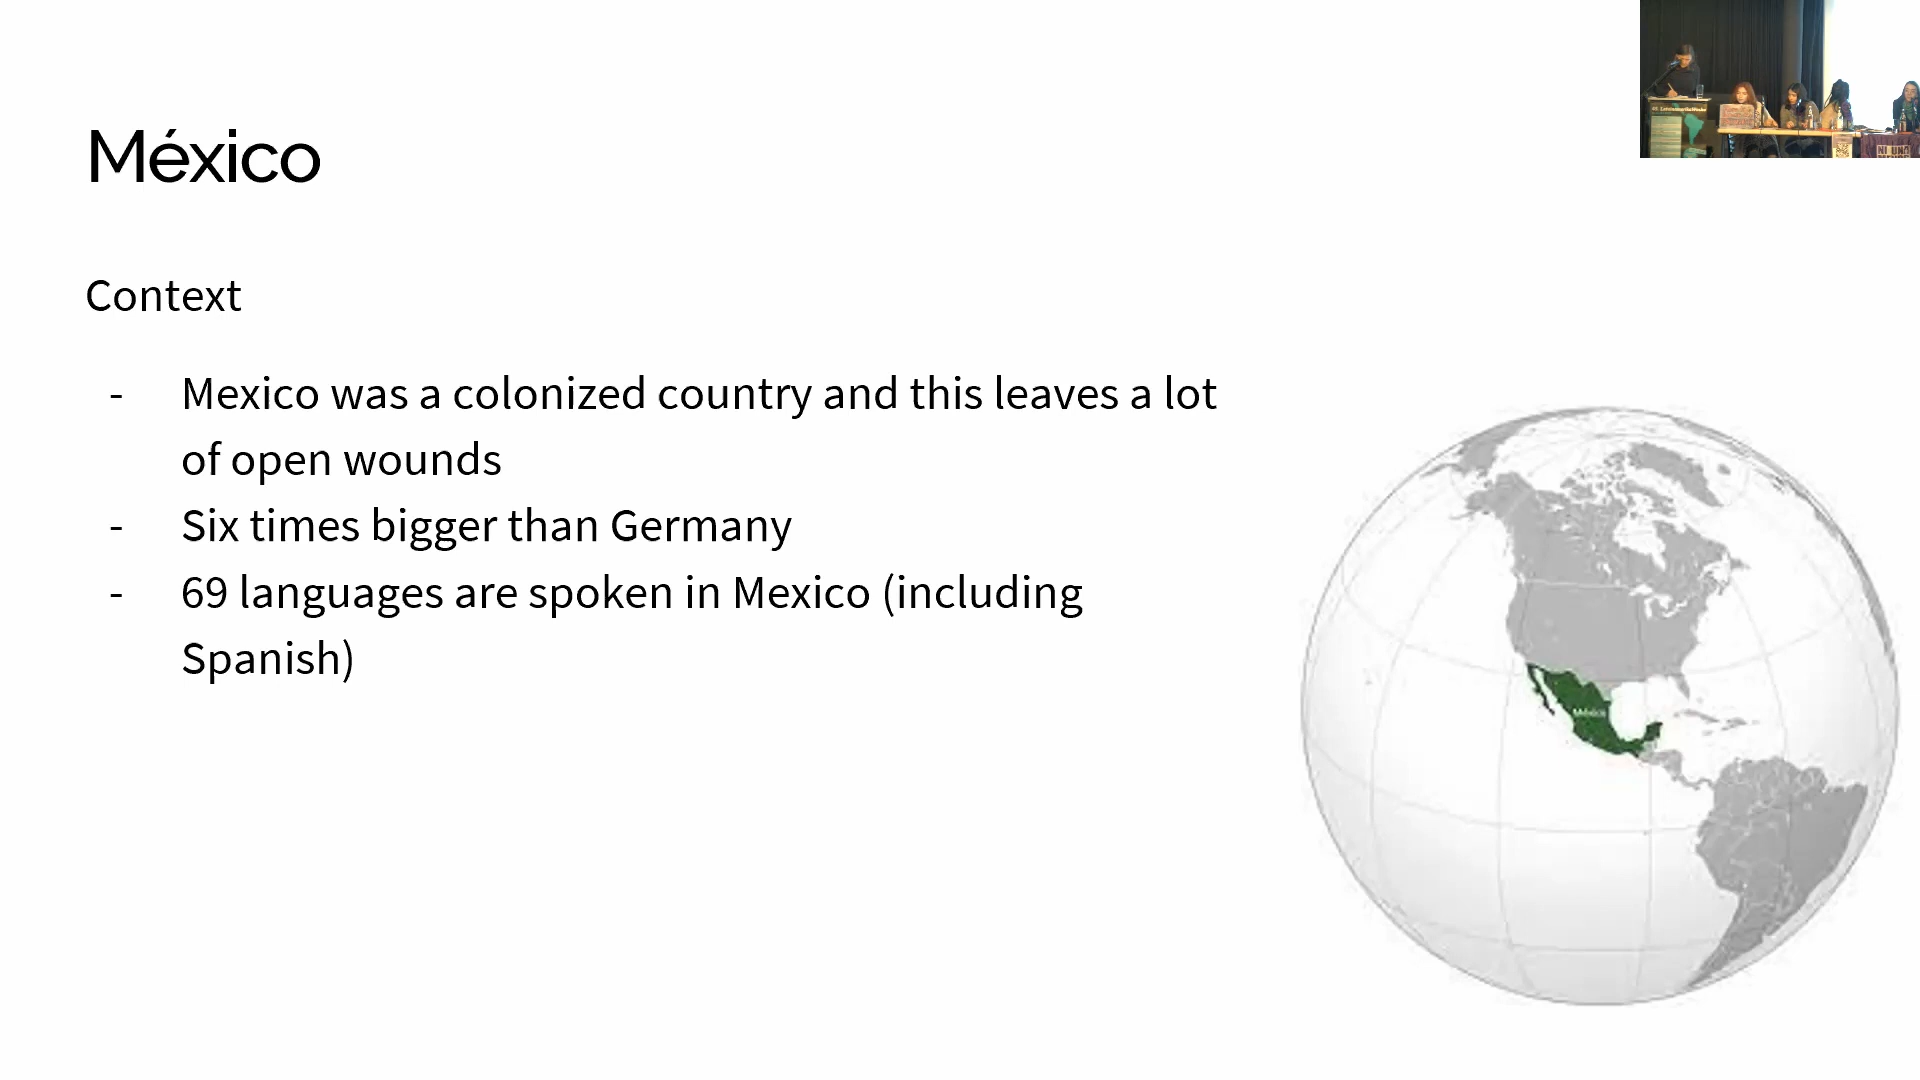 México
Context
- Mexico was a colonized country and this leaves a lot
of open wounds
- Six times bigger than Germany
- 69 languages are spoken in Mexico (including
Spanish)